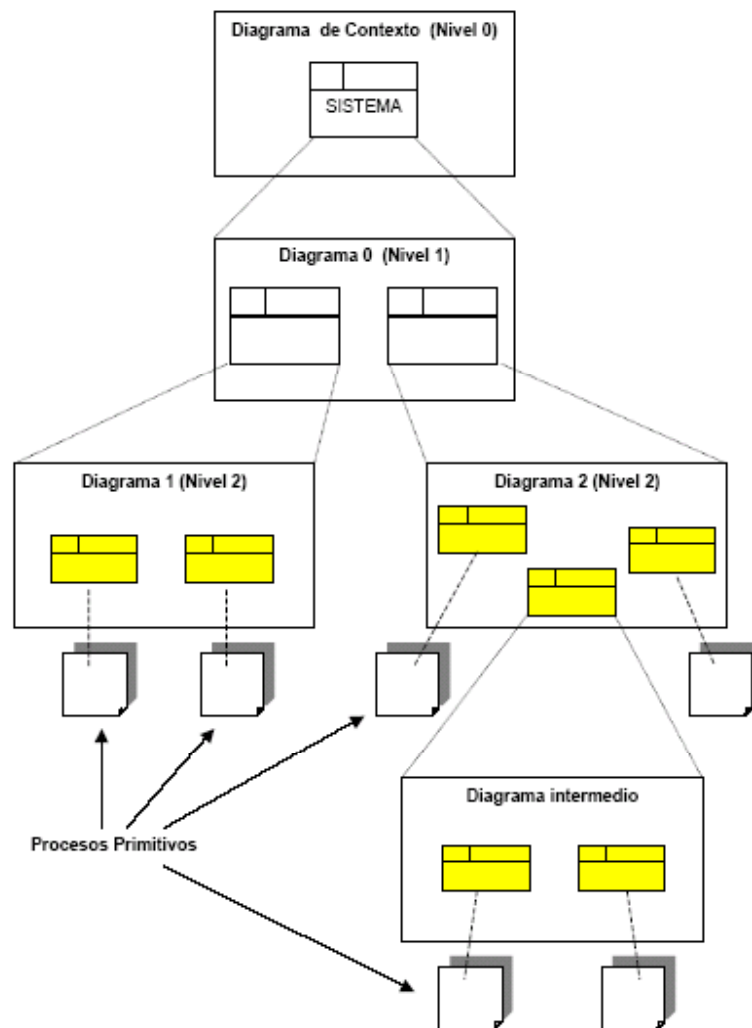 Diagrama de Contexto (Nivel 0)
SISTEMA
Diagrama 0 (Nivel 1)
Diagrama 1 (Nivel 2)
Diagrama 2 (Nivel 2)
Diagrama intermedio
Procesos Primitivos